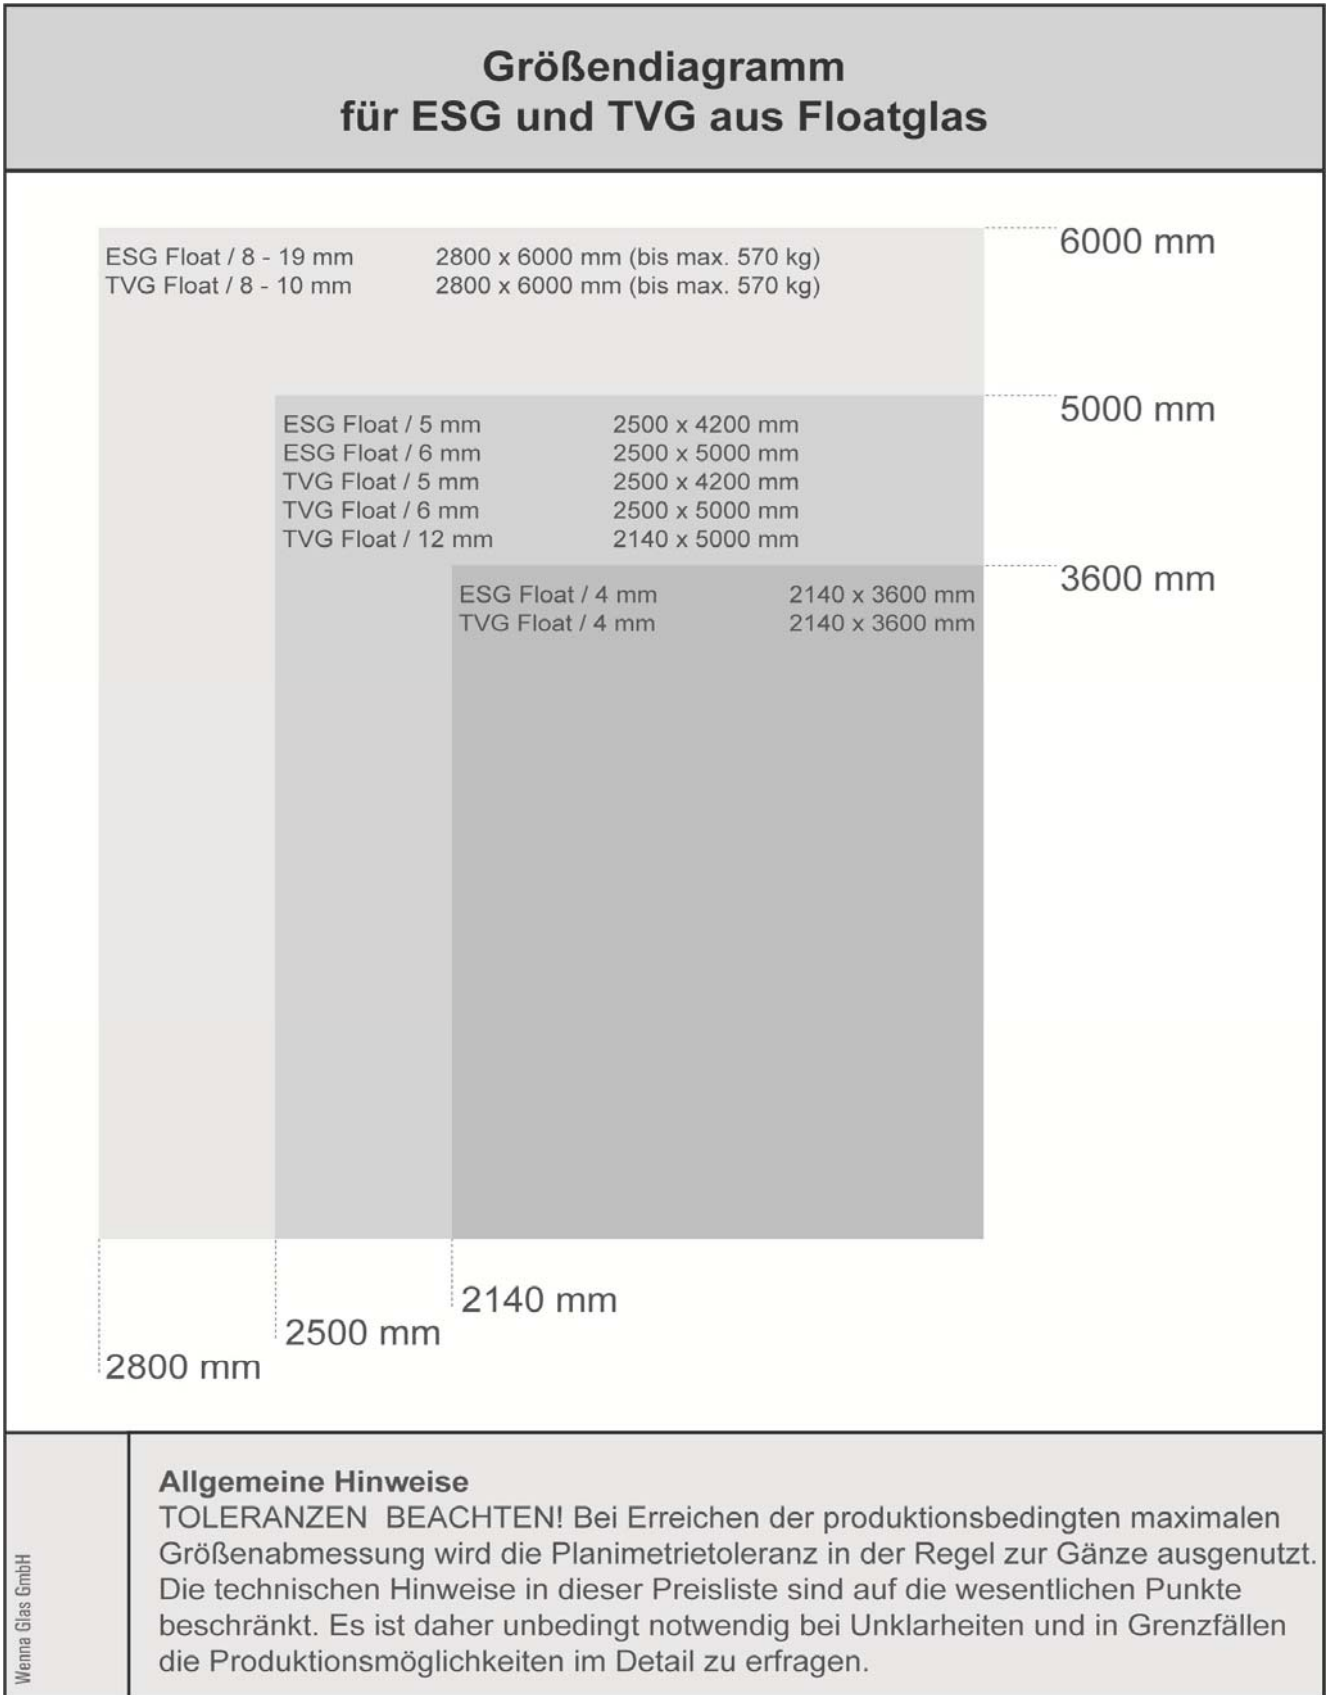 Größendiagramm
für ESG und TVG aus Floatglas
ESG Float / 8 - 19 mm 2800 x 6000 mm (bis max. 570 kg)
TVG Float / 8 - 10 mm 2800 x 6000 mm (bis max. 570 kg)
6000 mm
ESG Float / 5 mm 2500 x 4200 mm
ESG Float / 6 mm 2500 x 5000 mm
TVG Float / 5 mm 2500 x 4200 mm
TVG Float / 6 mm 2500 x 5000 mm
TVG Float / 12 mm 2140 x 5000 mm
5000 mm
ESG Float / 4 mm 2140 x 3600 mm
TVG Float / 4 mm 2140 x 3600 mm
3600 mm
2140 mm
2500 mm
2800 mm
Wenna Glas GmbH
Allgemeine Hinweise
TOLERANZEN BEACHTEN! Bei Erreichen der produktionsbedingten maximalen
Größenabmessung wird die Planimetrietoleranz in der Regel zur Gänze ausgenutzt.
Die technischen Hinweise in dieser Preisliste sind auf die wesentlichen Punkte
beschränkt. Es ist daher unbedingt notwendig bei Unklarheiten und in Grenzfällen
die Produktionsmöglichkeiten im Detail zu erfragen.